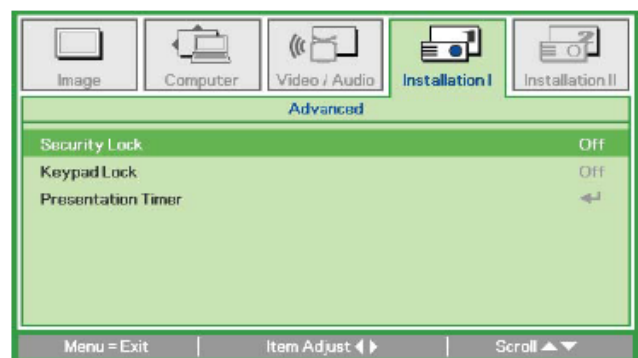 Image Computer Video / Audio Installation I Installation II
Advanced
Security Lock Off
Keypad Lock Off
Presentation Timer
Menu = Exit Item Adjust Scroll